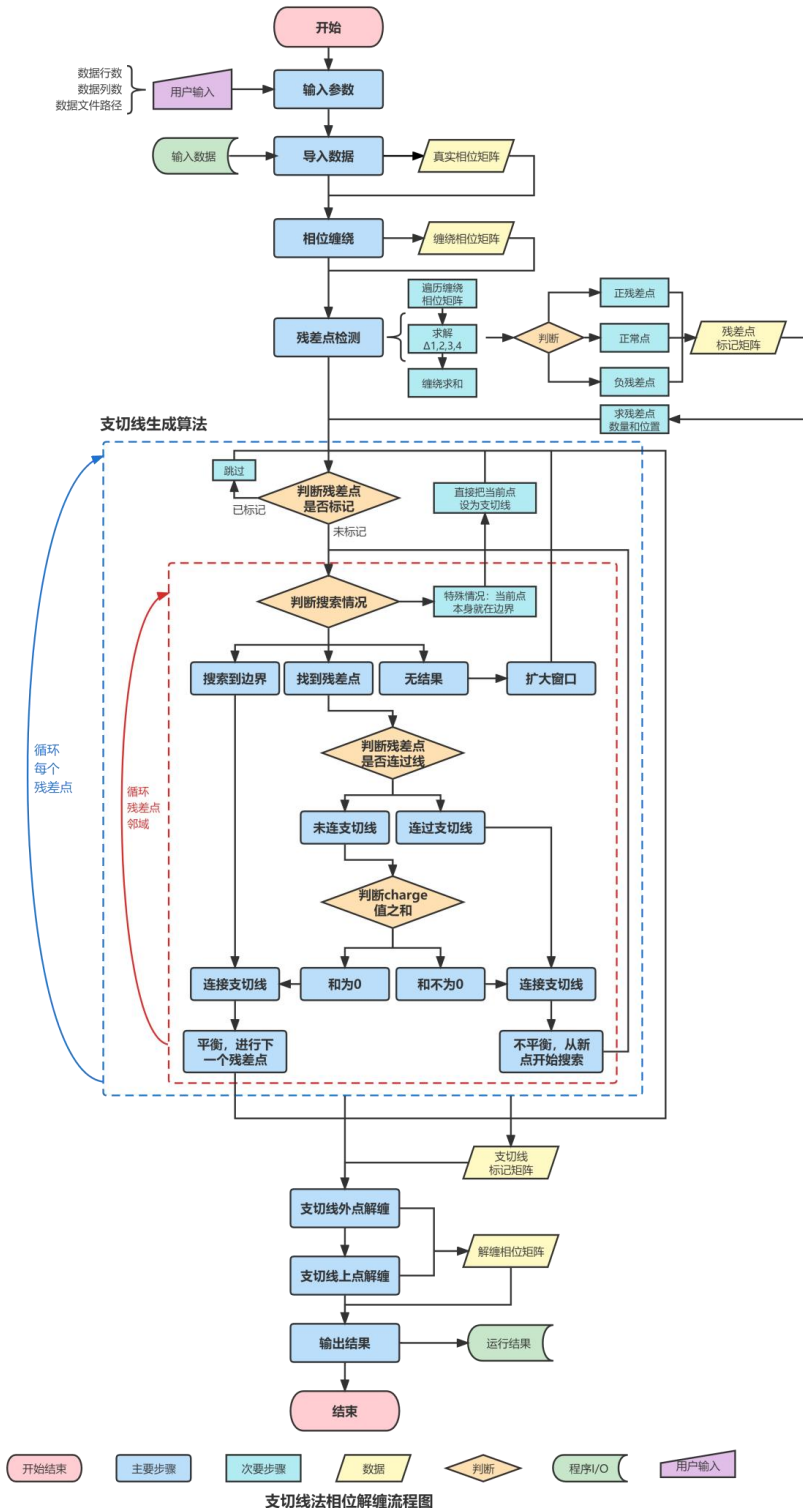 开始
数据行数
数据列数
数据文件路径
用户输入
输入参数
输入数据
导入数据
真实相位矩阵
相位缠绕
缠绕相位矩阵
残差点检测
遍历缠绕
相位矩阵
求解
Δ1,2,3,4
缠绕求和
判断
正残差点
正常点
负残差点
残差点
标记矩阵
求残差点
数量和位置
支切线生成算法
跳过
已标记
判断残差点
是否标记
未标记
直接把当前点
设为支切线
判断搜索情况
特殊情况：当前点
本身就在边界
搜索到边界
找到残差点
无结果
扩大窗口
循环
每个
残差点
循环
残差点
邻域
判断残差点
是否连过线
未连支切线
连过支切线
判断charge
值之和
连接支切线
和为0
和不为0
连接支切线
平衡，进行下
一个残差点
不平衡，从新
点开始搜索
支切线
标记矩阵
支切线外点解缠
解缠相位矩阵
支切线上点解缠
输出结果
运行结果
结束
开始结束
主要步骤
次要步骤
数据
判断
程序I/O
用户输入
支切线法相位解缠流程图